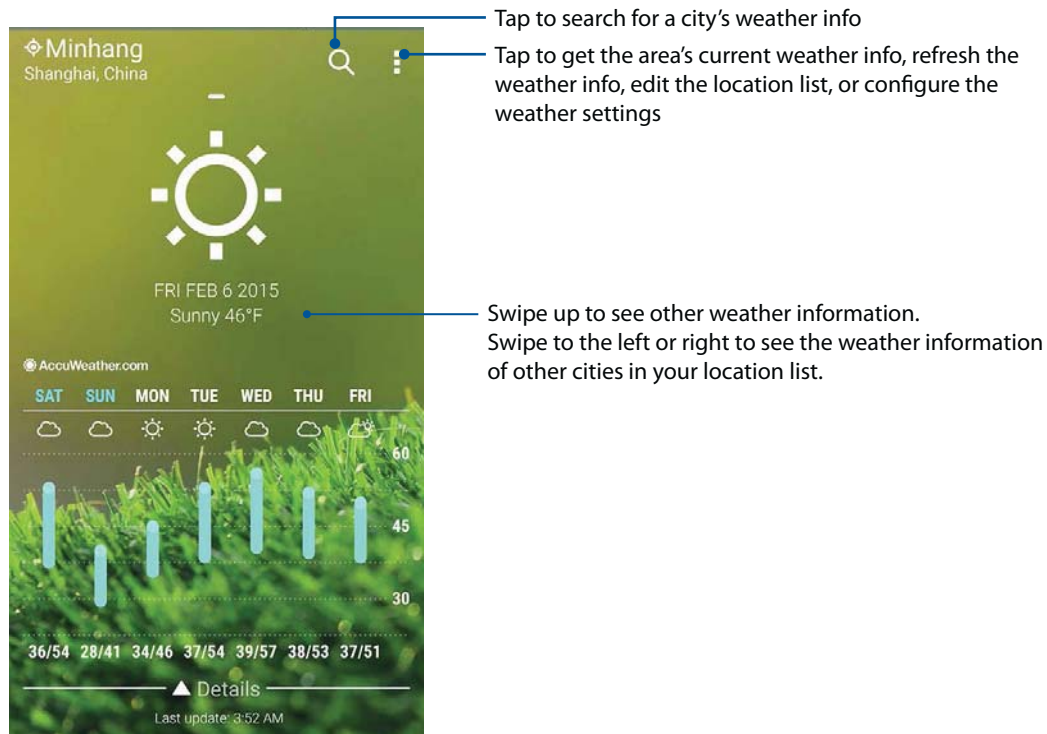 Minhang
Shanghai, China
Tap to search for a city's weather info
Tap to get the area's current weather info, refresh the
weather info, edit the location list, or configure the
weather settings
FRI FEB 6 2015
Sunny 46°F
Swipe up to see other weather information.
Swipe to the left or right to see the weather information
of other cities in your location list.
AccuWeather.com
SAT SUN MON TUE WED THU FRI
°F
60
45
30
36/54 28/41 34/46 37/54 39/57 38/53 37/51
Details
Last update: 3:52 AM